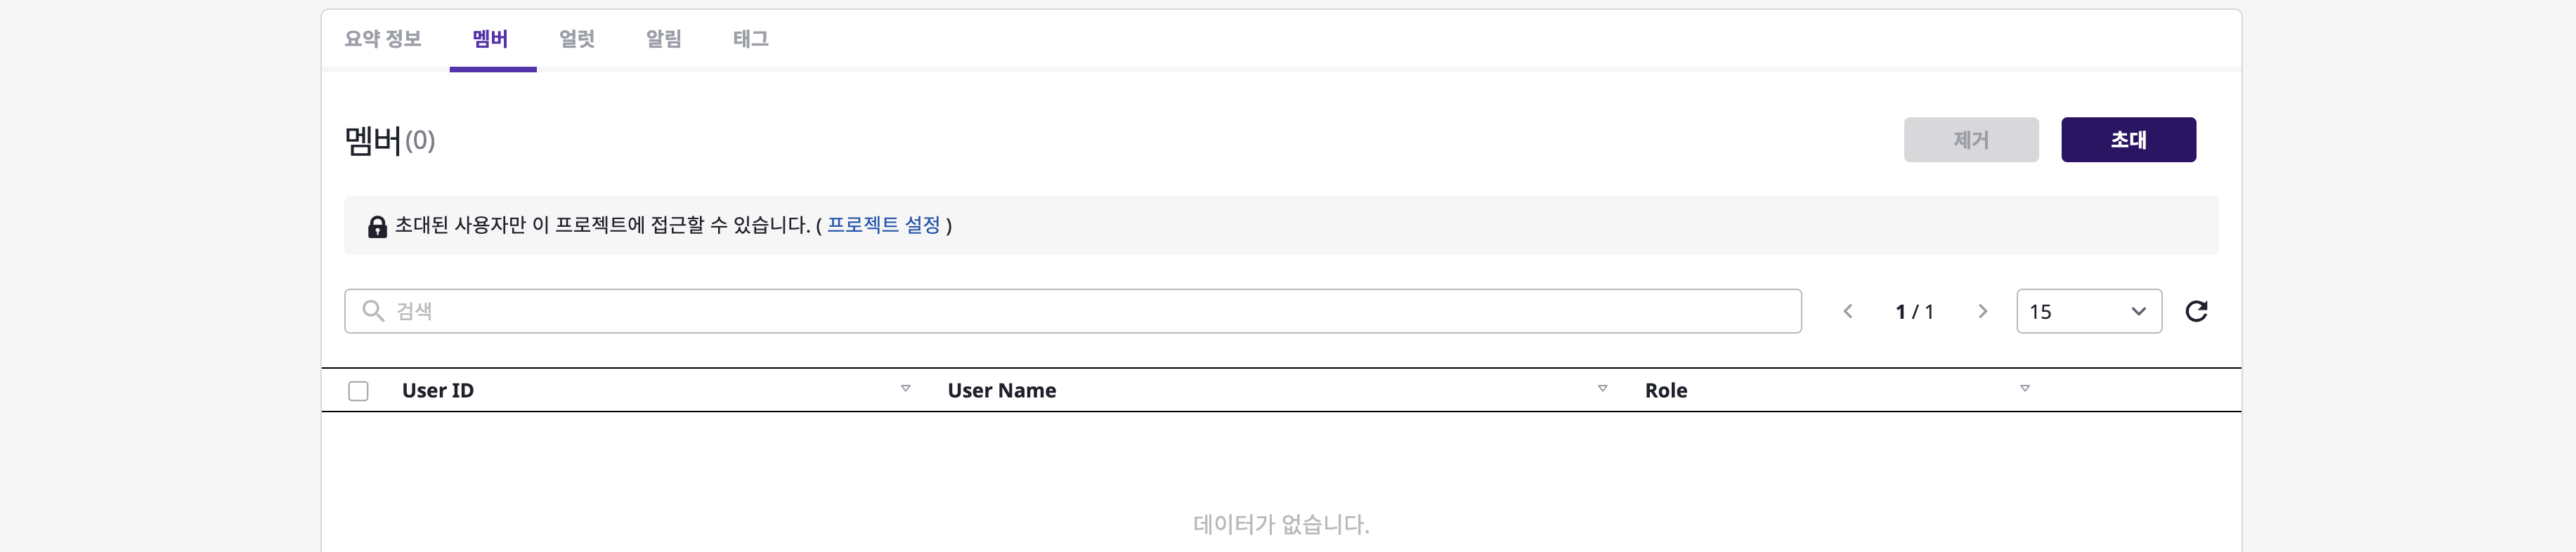 요약 정보 멤버 얼럿 알림 태그
멤버(0) 제거 초대
초대된 사용자만 이 프로젝트에 접근할 수 있습니다. ( 프로젝트 설정 )
검색 1 / 1 15
User ID User Name Role
데이터가 없습니다.